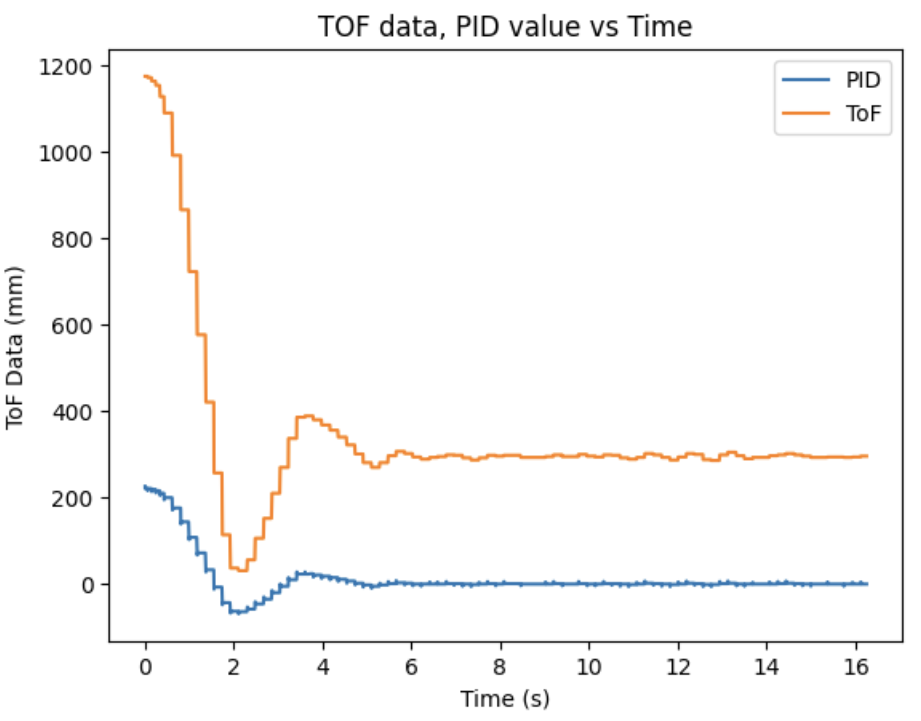 TOF data, PID value vs Time
PID
ToF
1200
1000
800
600
400
200
0
ToF Data (mm)
0 2 4 6 8 10 12 14 16
Time (s)